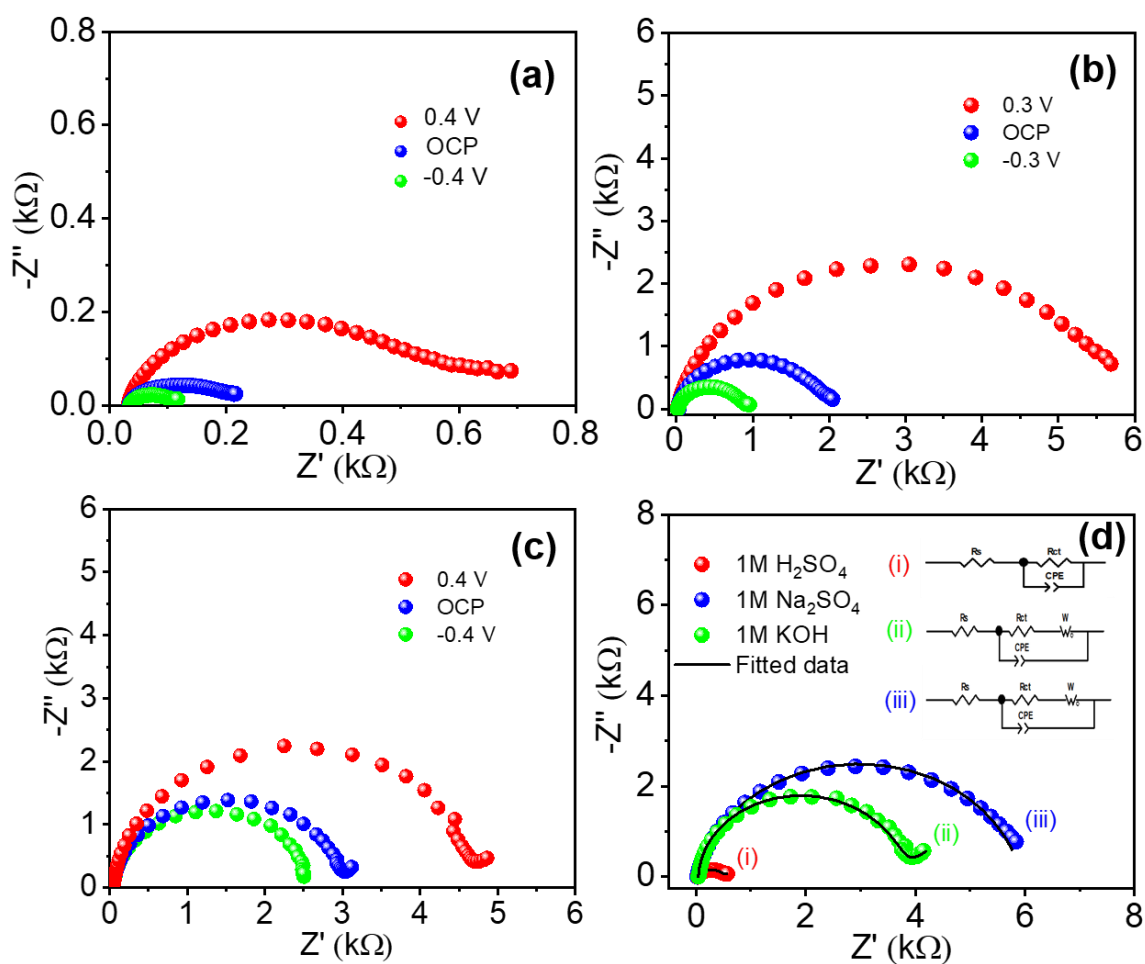 (a)
0.4 V
OCP
-0.4 V
0.8
0.6
0.4
0.2
0.0
-Z" (kΩ)
0.0 0.2 0.4 0.6 0.8
Z' (kΩ)
(b)
0.3 V
OCP
-0.3 V
6
5
4
3
2
1
0
-Z" (kΩ)
0 1 2 3 4 5 6
Z' (kΩ)
(c)
0.4 V
OCP
-0.4 V
6
5
4
3
2
1
0
-Z" (kΩ)
0 1 2 3 4 5 6
Z' (kΩ)
(d)
1M H₂SO₄
1M Na₂SO₄
1M KOH
Fitted data
(i)
Rs Rct
CPE
(ii)
Rs Rct W
CPE
(iii)
Rs Rct W
CPE
(i)
(ii)
(iii)
8
6
4
2
0
-Z" (kΩ)
0 2 4 6 8
Z' (kΩ)